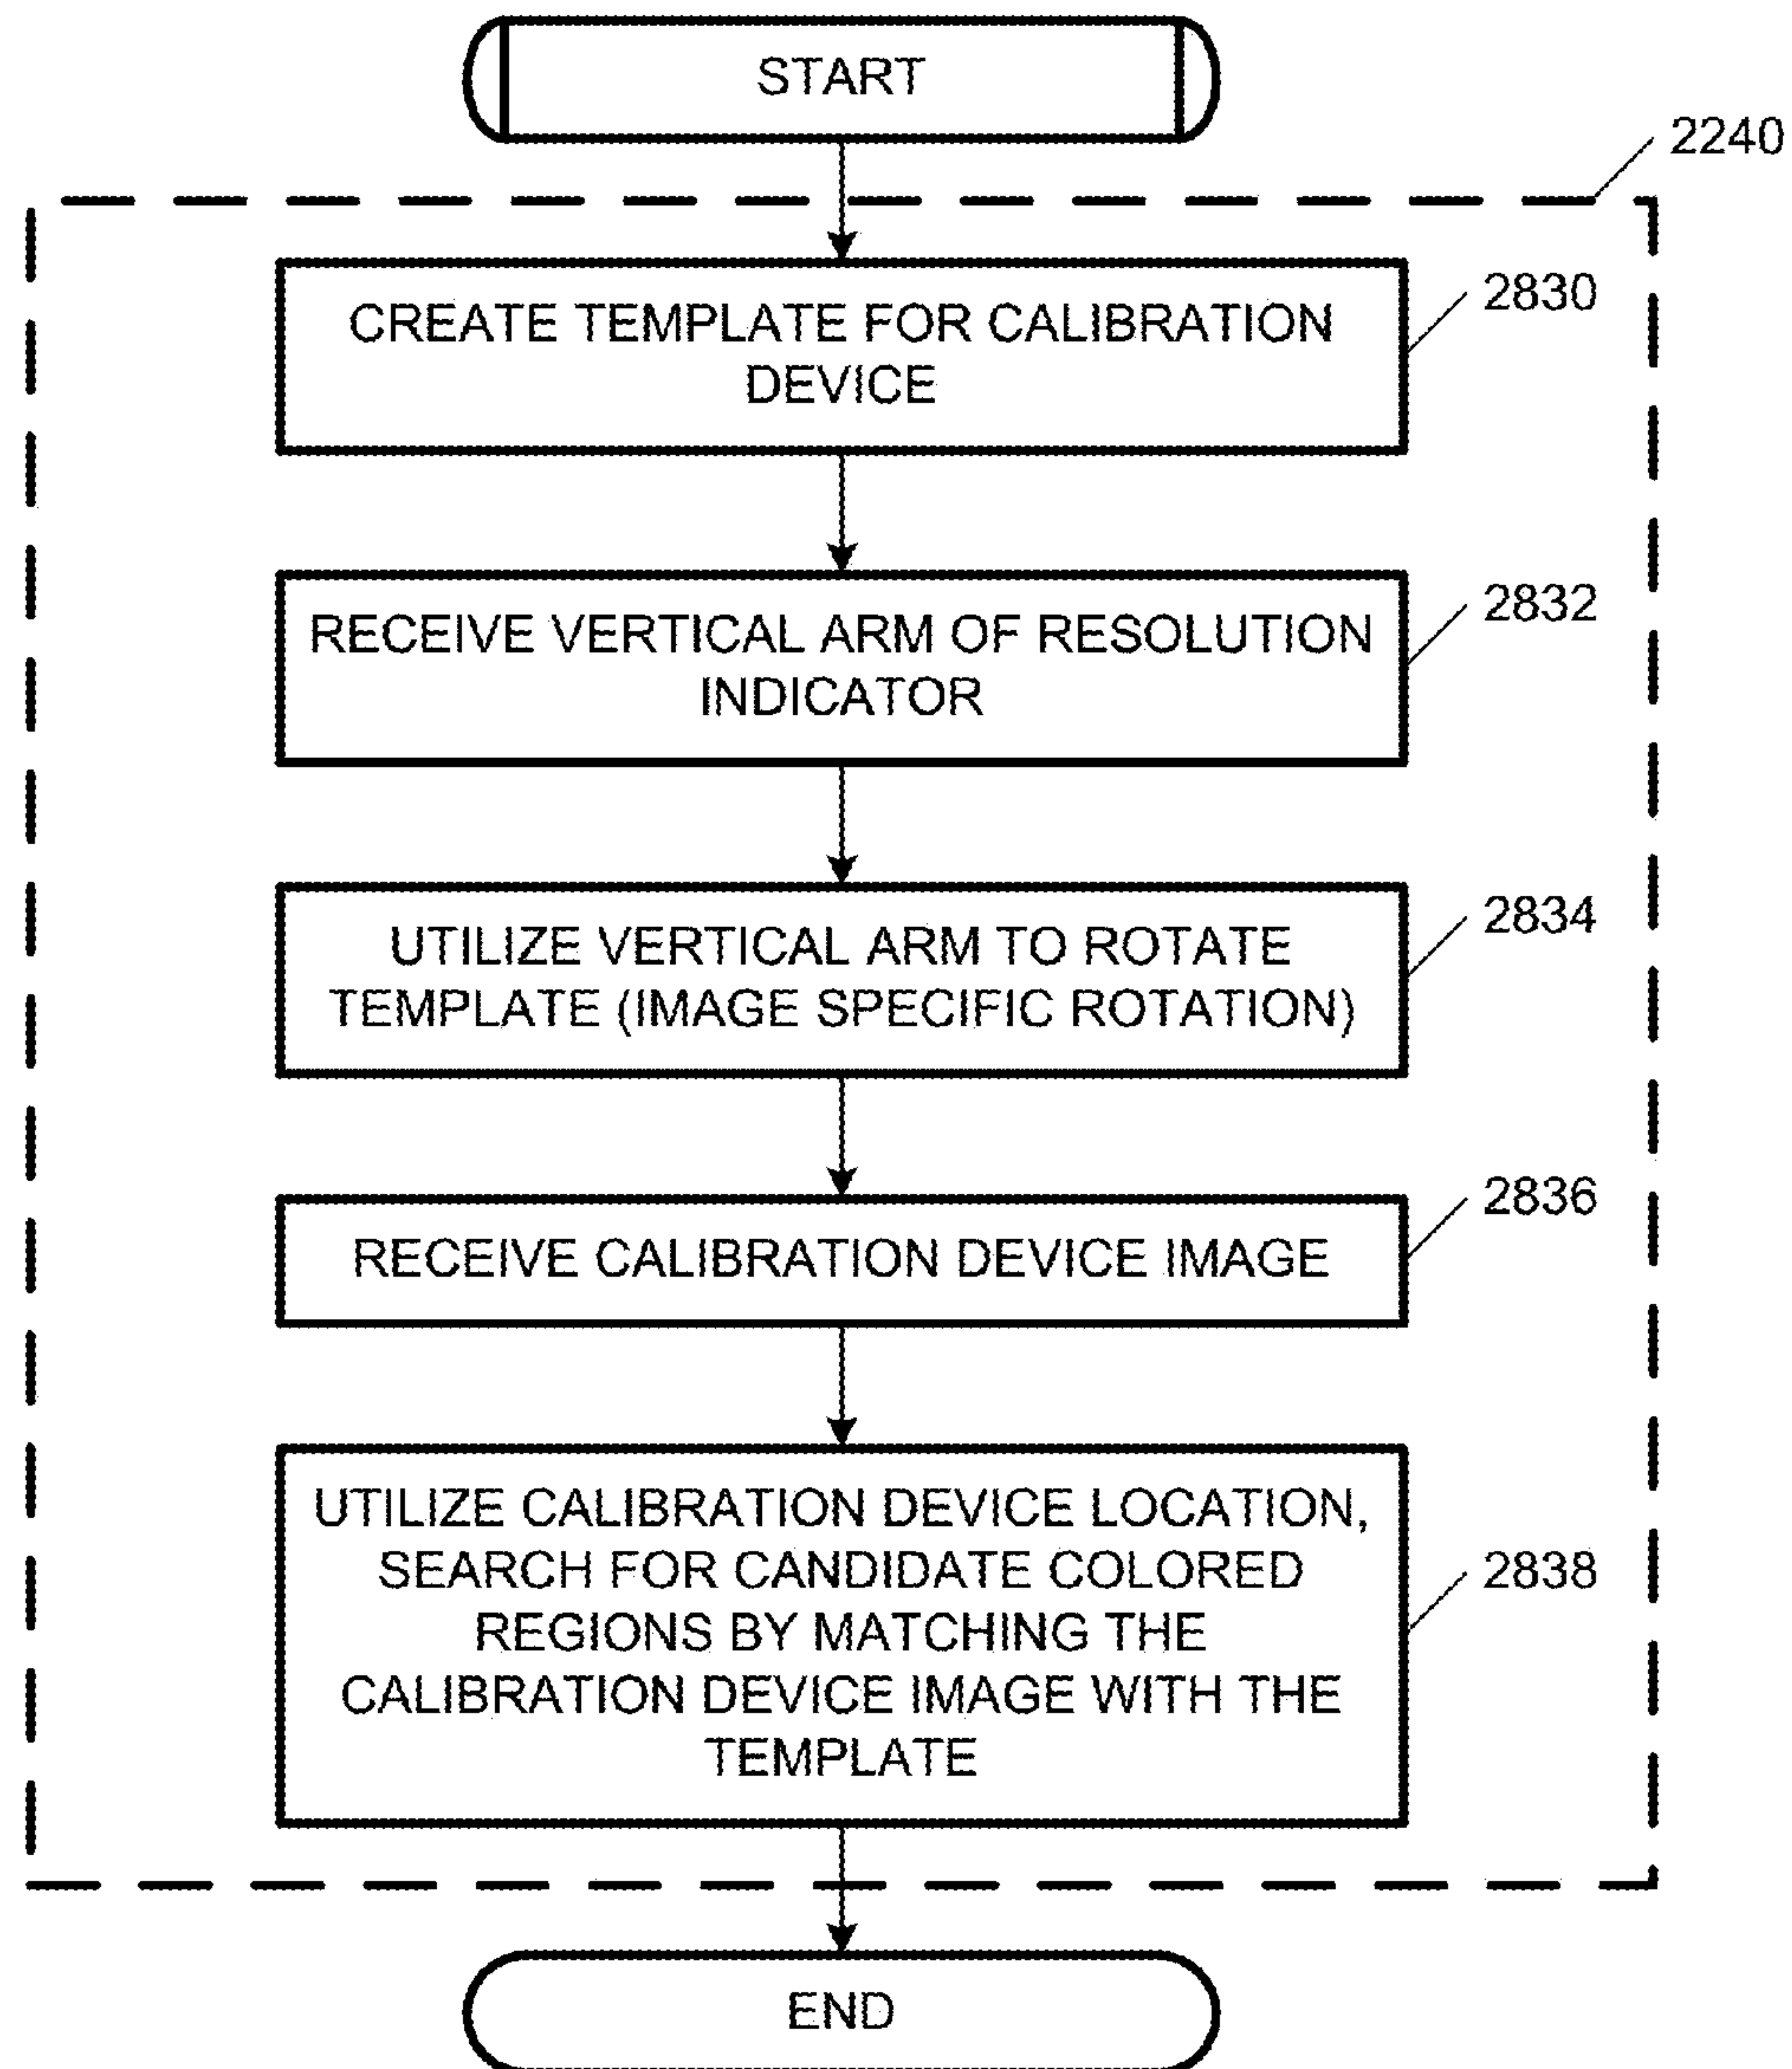 START
2240
CREATE TEMPLATE FOR CALIBRATION
DEVICE
2830
RECEIVE VERTICAL ARM OF RESOLUTION
INDICATOR
2832
UTILIZE VERTICAL ARM TO ROTATE
TEMPLATE (IMAGE SPECIFIC ROTATION)
2834
RECEIVE CALIBRATION DEVICE IMAGE
2836
UTILIZE CALIBRATION DEVICE LOCATION,
SEARCH FOR CANDIDATE COLORED
REGIONS BY MATCHING THE
CALIBRATION DEVICE IMAGE WITH THE
TEMPLATE
2838
END